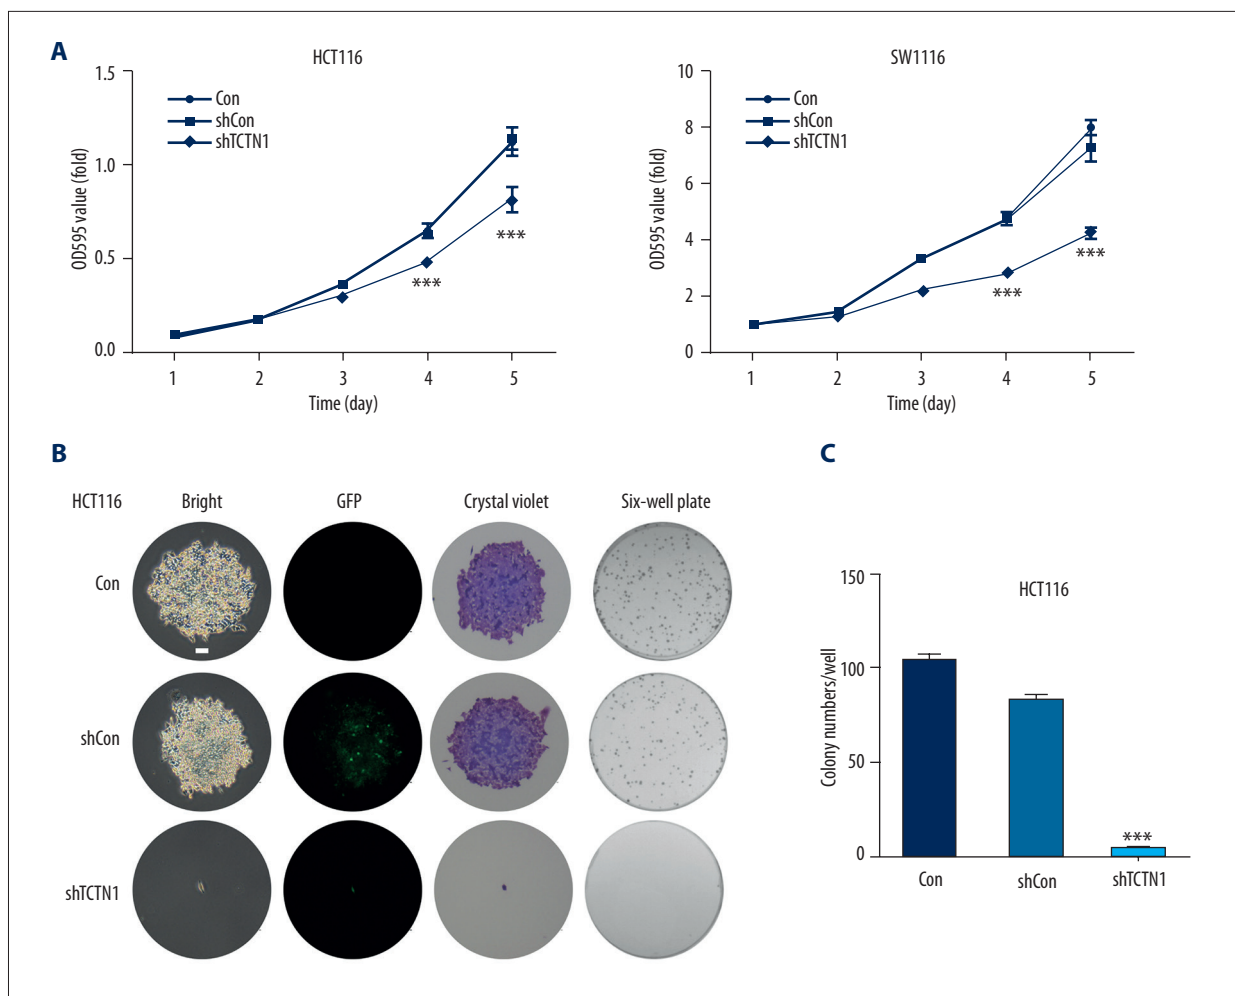 A
HCT116
1.5
1.0
0.5
0.0
OD595 value (fold)
Con
shCon
shTCTN1
***
***
1 2 3 4 5
Time (day)
SW1116
10
8
6
4
2
0
OD595 value (fold)
Con
shCon
shTCTN1
***
***
1 2 3 4 5
Time (day)
B
HCT116 Bright GFP Crystal violet Six-well plate
Con
shCon
shTCTN1
C
HCT116
150
100
50
0
Colony numbers/well
***
Con shCon shTCTN1